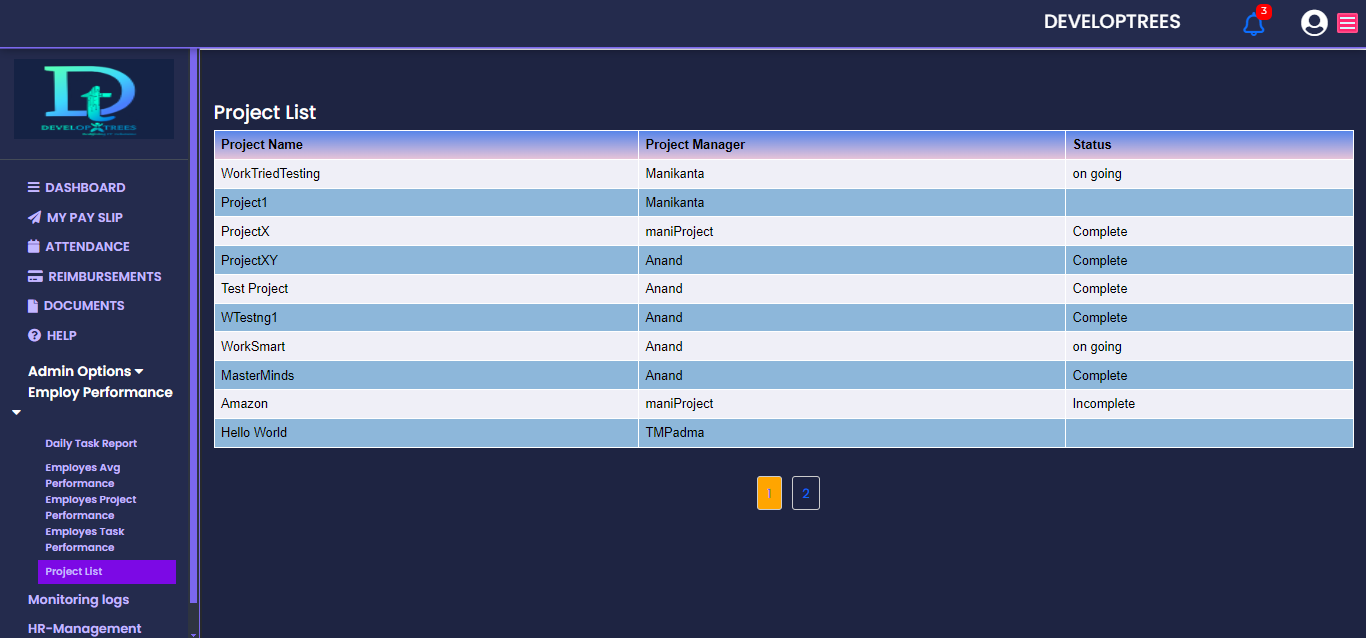 DEVELOPTREES
3
DEVELOP TREES
DASHBOARD
MY PAY SLIP
ATTENDANCE
REIMBURSEMENTS
DOCUMENTS
HELP
Admin Options
Employ Performance
Daily Task Report
Employes Avg
Performance
Employes Project
Performance
Employes Task
Performance
Project List
Monitoring logs
HR-Management
Project List
Project Name Project Manager Status
WorkTriedTesting Manikanta on going
Project1 Manikanta
ProjectX maniProject Complete
ProjectXY Anand Complete
Test Project Anand Complete
WTestng1 Anand Complete
WorkSmart Anand on going
MasterMinds Anand Complete
Amazon maniProject Incomplete
Hello World TMPadma
1 2